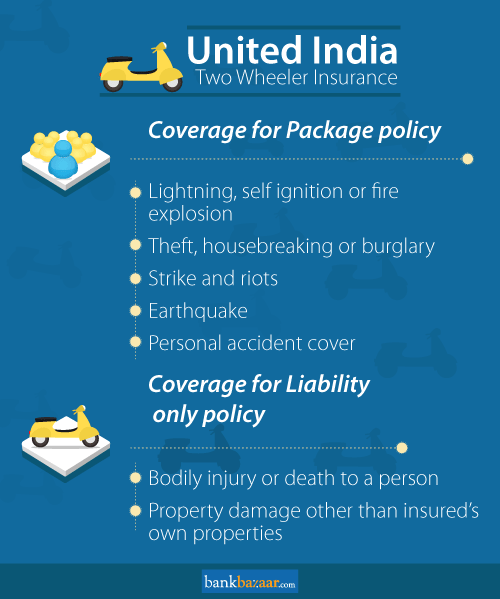 United India
Two Wheeler Insurance
Coverage for Package policy
Lightning, self ignition or fire
explosion
Theft, housebreaking or burglary
Strike and riots
Earthquake
Personal accident cover
Coverage for Liability
only policy
Bodily injury or death to a person
Property damage other than insured’s
own properties
bankbazaar.com